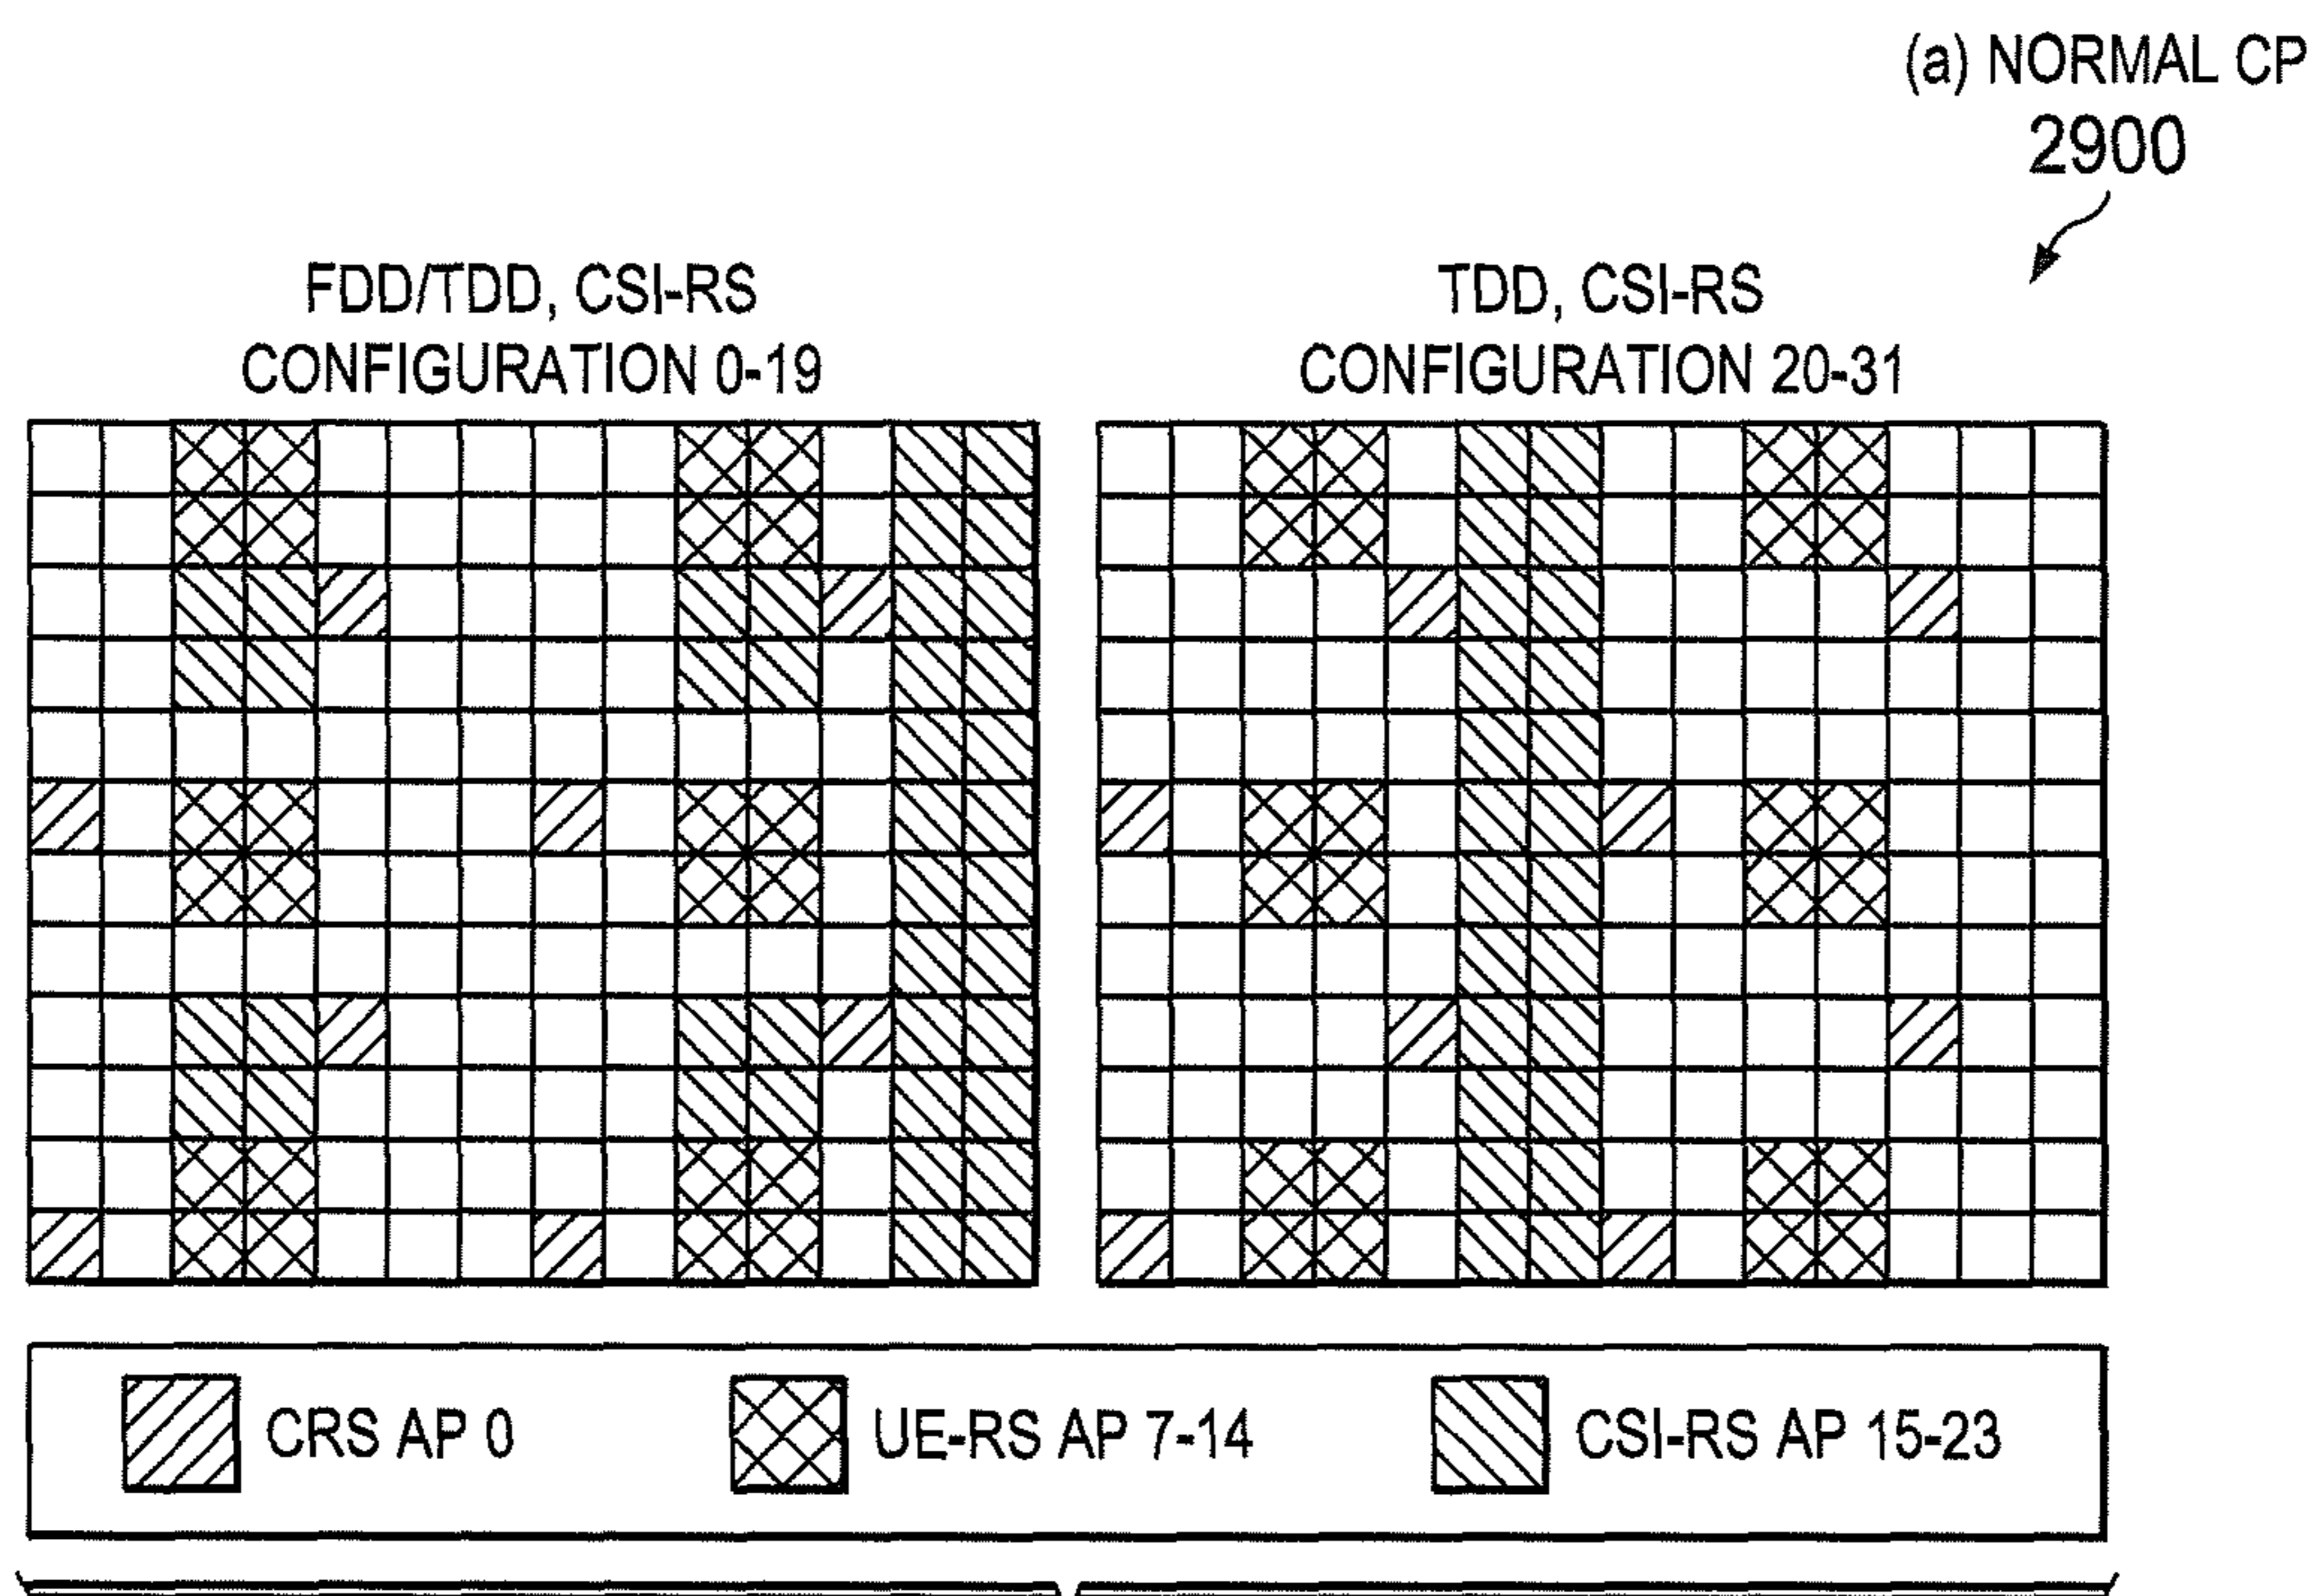 (a) NORMAL CP
2900
FDD/TDD, CSI-RS
CONFIGURATION 0-19
TDD, CSI-RS
CONFIGURATION 20-31
CRS AP 0
UE-RS AP 7-14
CSI-RS AP 15-23